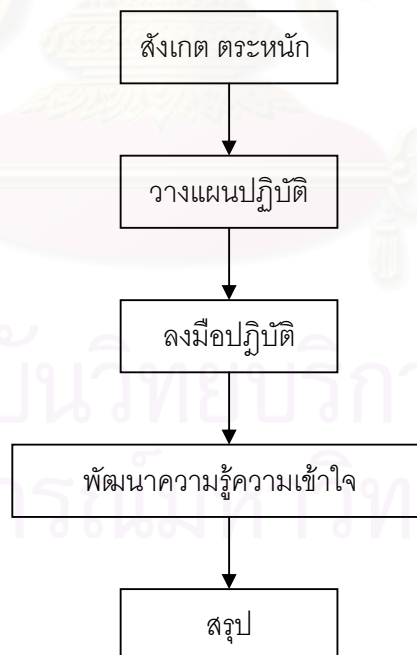 สังเกต ตระหนัก
วางแผนปฏิบัติ
ลงมือปฏิบัติ
พัฒนาความรู้ความเข้าใจ
สรุป